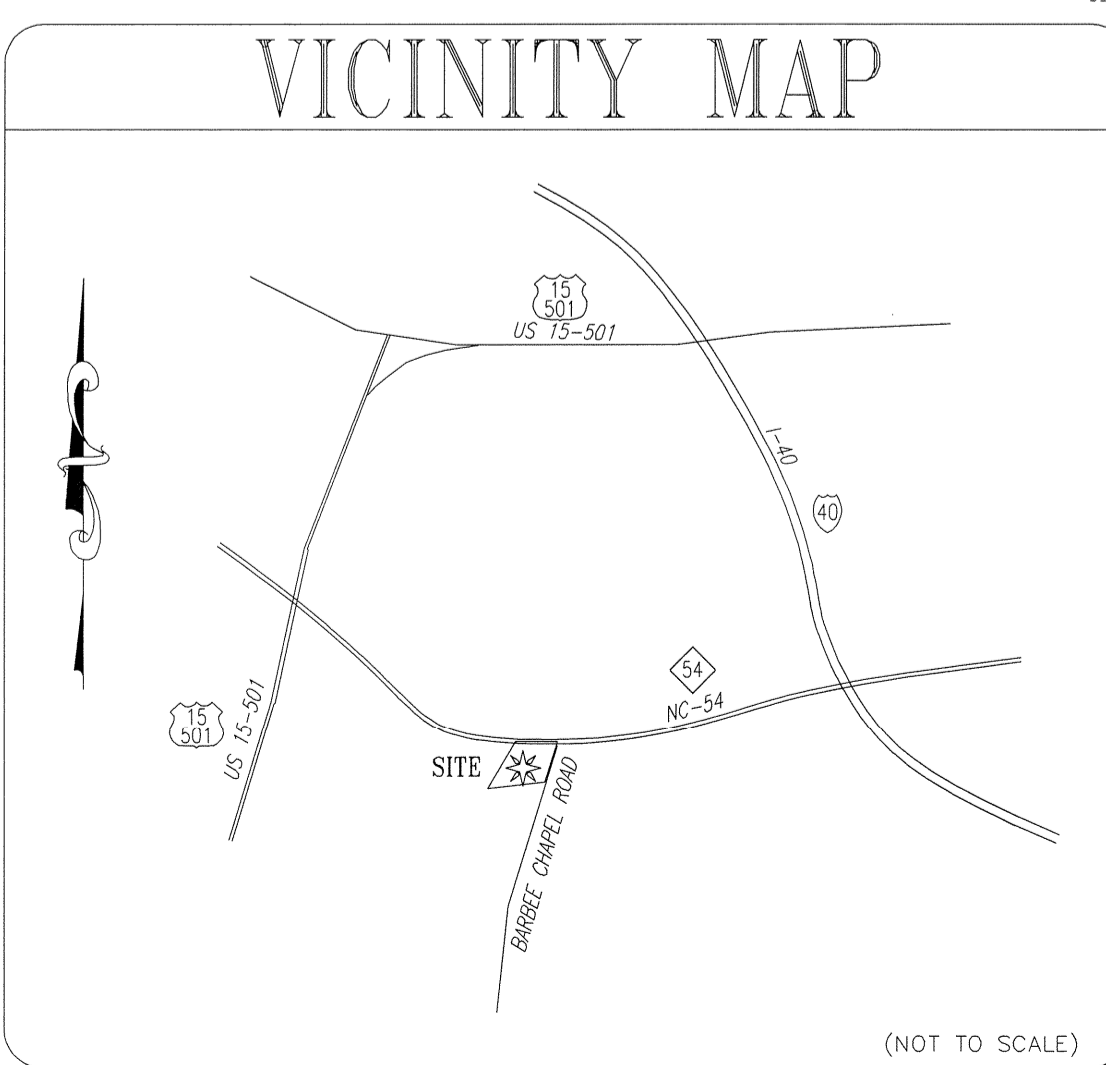 VICINITY MAP
15
501
US 15-501
I-40
40
54
NC-54
15
501
US 15-501
SITE
BARBEE CHAPEL ROAD
(NOT TO SCALE)